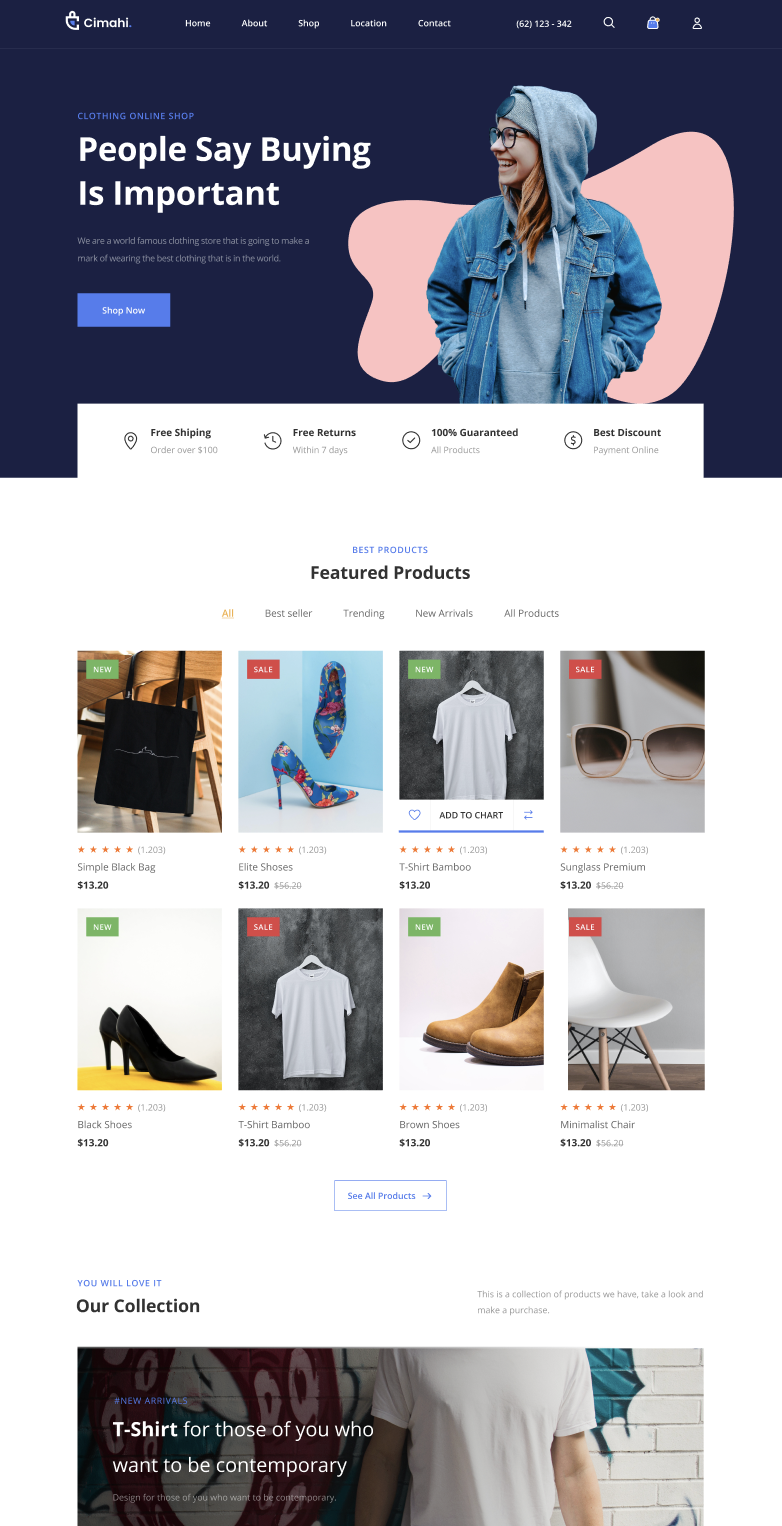 Cimahi.
Home About Shop Location Contact (62) 123 - 342
CLOTHING ONLINE SHOP
People Say Buying
Is Important
We are a world famous clothing store that is going to make a
mark of wearing the best clothing that is in the world.
Shop Now
Free Shiping
Order over $100
Free Returns
Within 7 days
100% Guaranteed
All Products
Best Discount
Payment Online
BEST PRODUCTS
Featured Products
All Best seller Trending New Arrivals All Products
NEW
(1.203)
Simple Black Bag
$13.20
SALE
(1.203)
Elite Shoses
$13.20 $56.20
NEW
ADD TO CHART
(1.203)
T-Shirt Bamboo
$13.20
SALE
(1.203)
Sunglass Premium
$13.20 $56.20
NEW
(1.203)
Black Shoes
$13.20
SALE
(1.203)
T-Shirt Bamboo
$13.20 $56.20
NEW
(1.203)
Brown Shoes
$13.20
SALE
(1.203)
Minimalist Chair
$13.20 $56.20
See All Products
YOU WILL LOVE IT
Our Collection
This is a collection of products we have, take a look and
make a purchase.
#NEW ARRIVALS
T-Shirt for those of you who
want to be contemporary
Design for those of you who want to be contemporary.